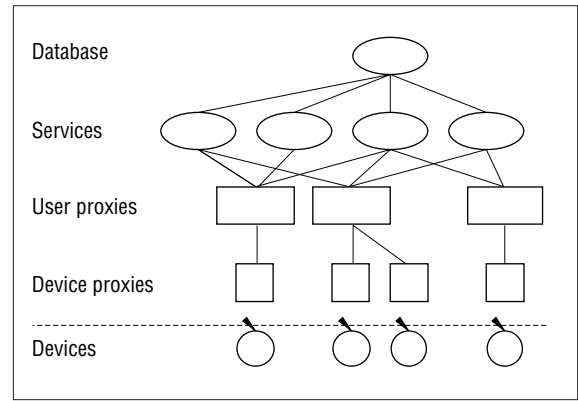 Database
Services
User proxies
Device proxies
Devices